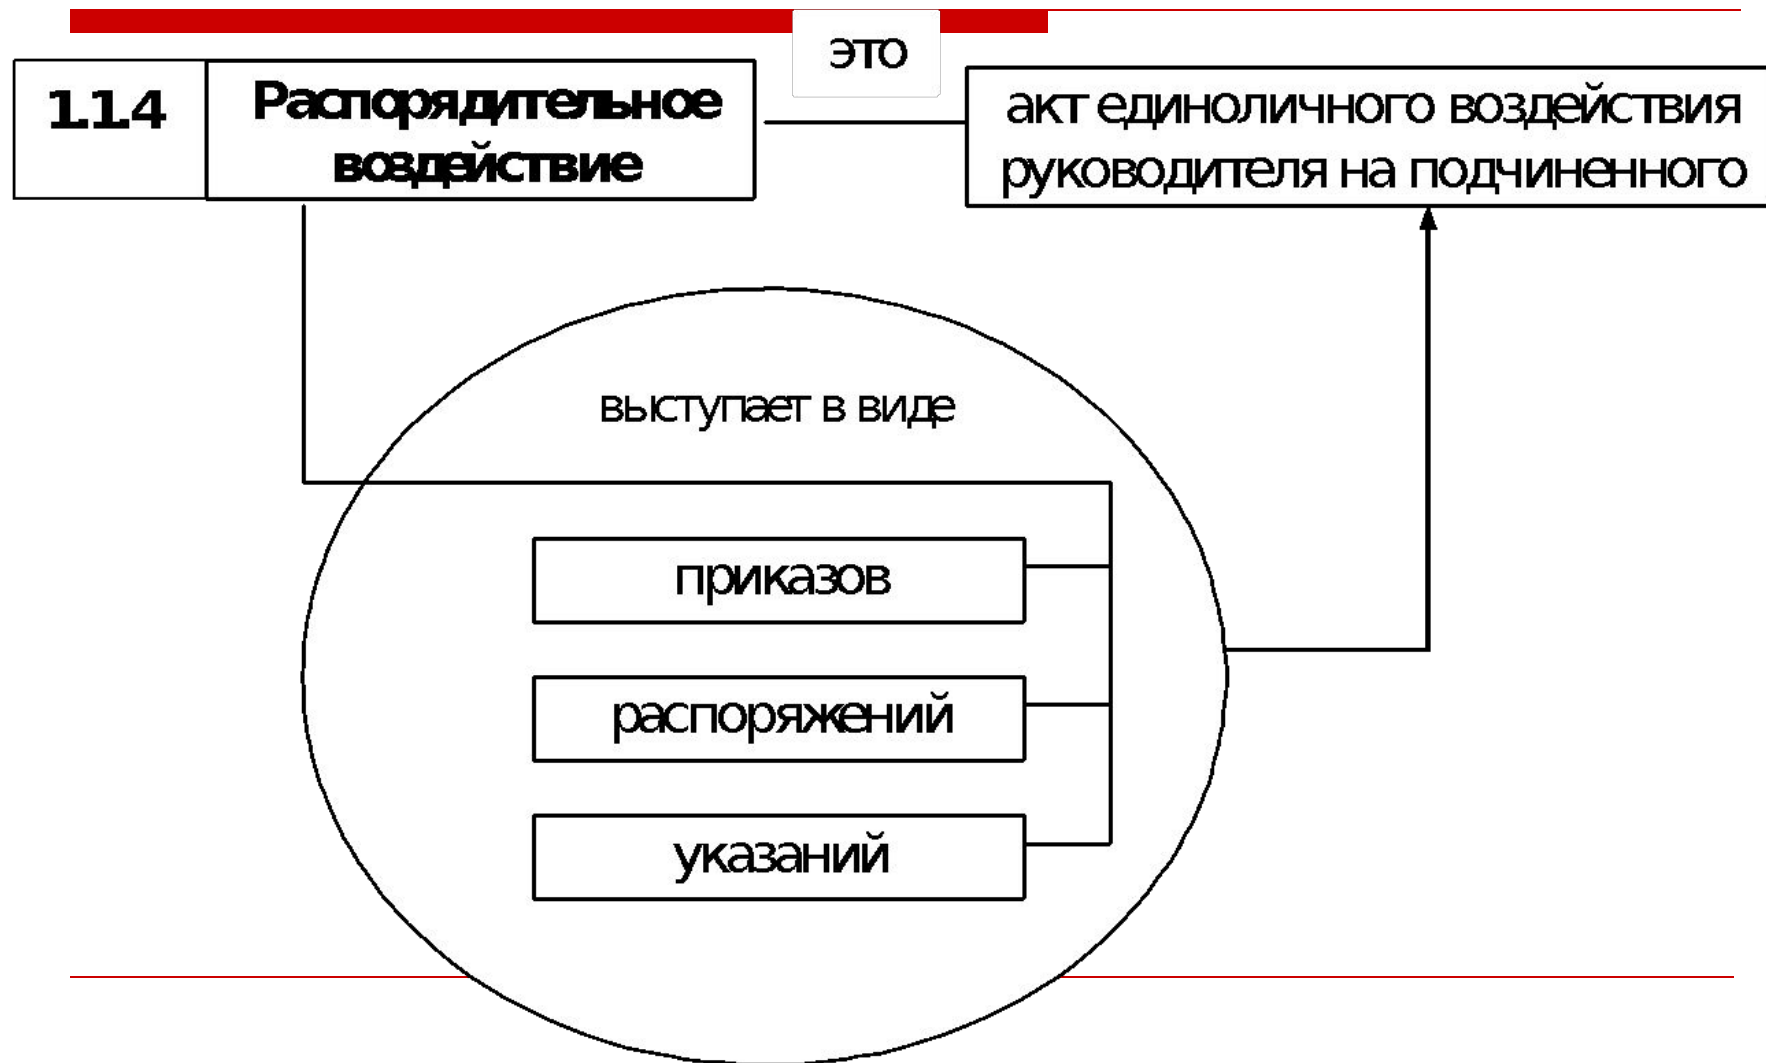 это
1.1.4
Распорядительное
воздействие
акт единоличного воздействия
руководителя на подчиненного
выступает в виде
приказов
распоряжений
указаний